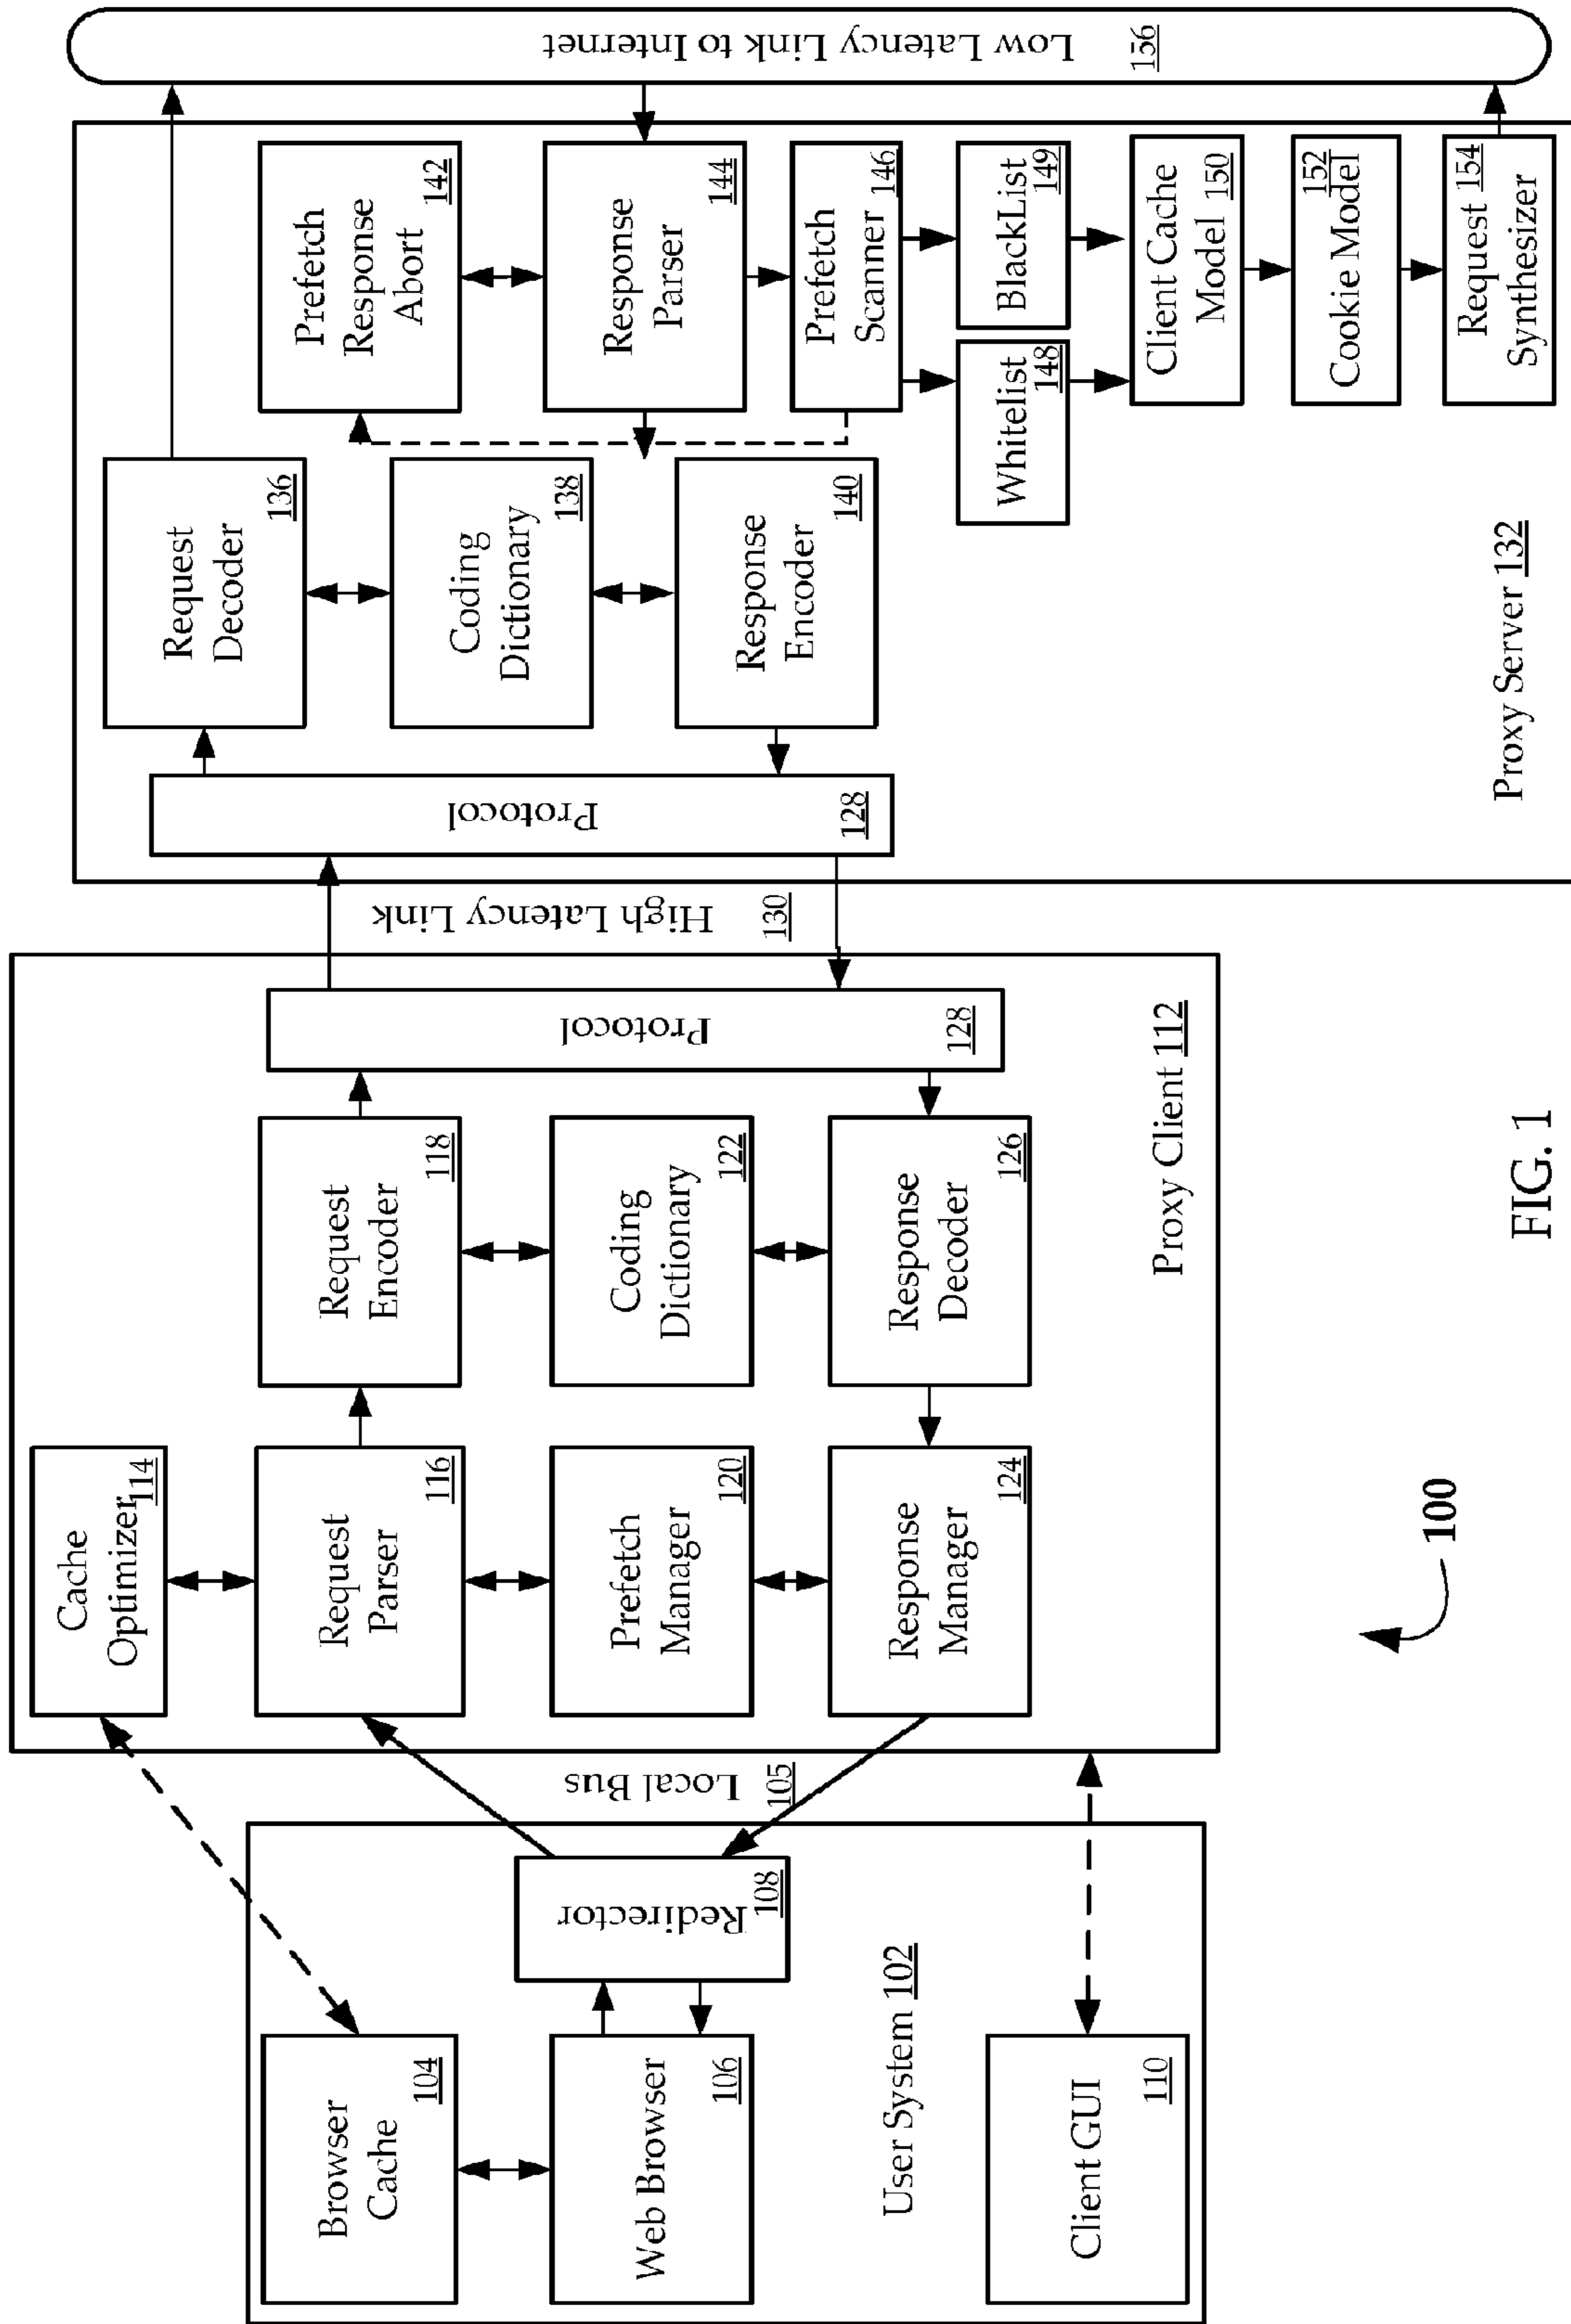 Browser
Cache
104
Web Browser
106
User System 102
Client GUI
110
Redirector
108
Local Bus
105
Cache
Optimizer 114
Request
Parser
116
Prefetch
Manager
120
Response
Manager
124
Request
Encoder
118
Coding
Dictionary
122
Response
Decoder
126
Protocol
128
Proxy Client 112
High Latency Link
130
Protocol
128
Request
Decoder
136
Coding
Dictionary
138
Response
Encoder
140
Prefetch
Response
Abort
142
Response
Parser
144
Prefetch
Scanner
146
Whitelist
148
BlackList
149
Client Cache
Model 150
Cookie Model
152
Request 154
Synthesizer
Proxy Server 132
Low Latency Link to Internet
156
100
FIG. 1